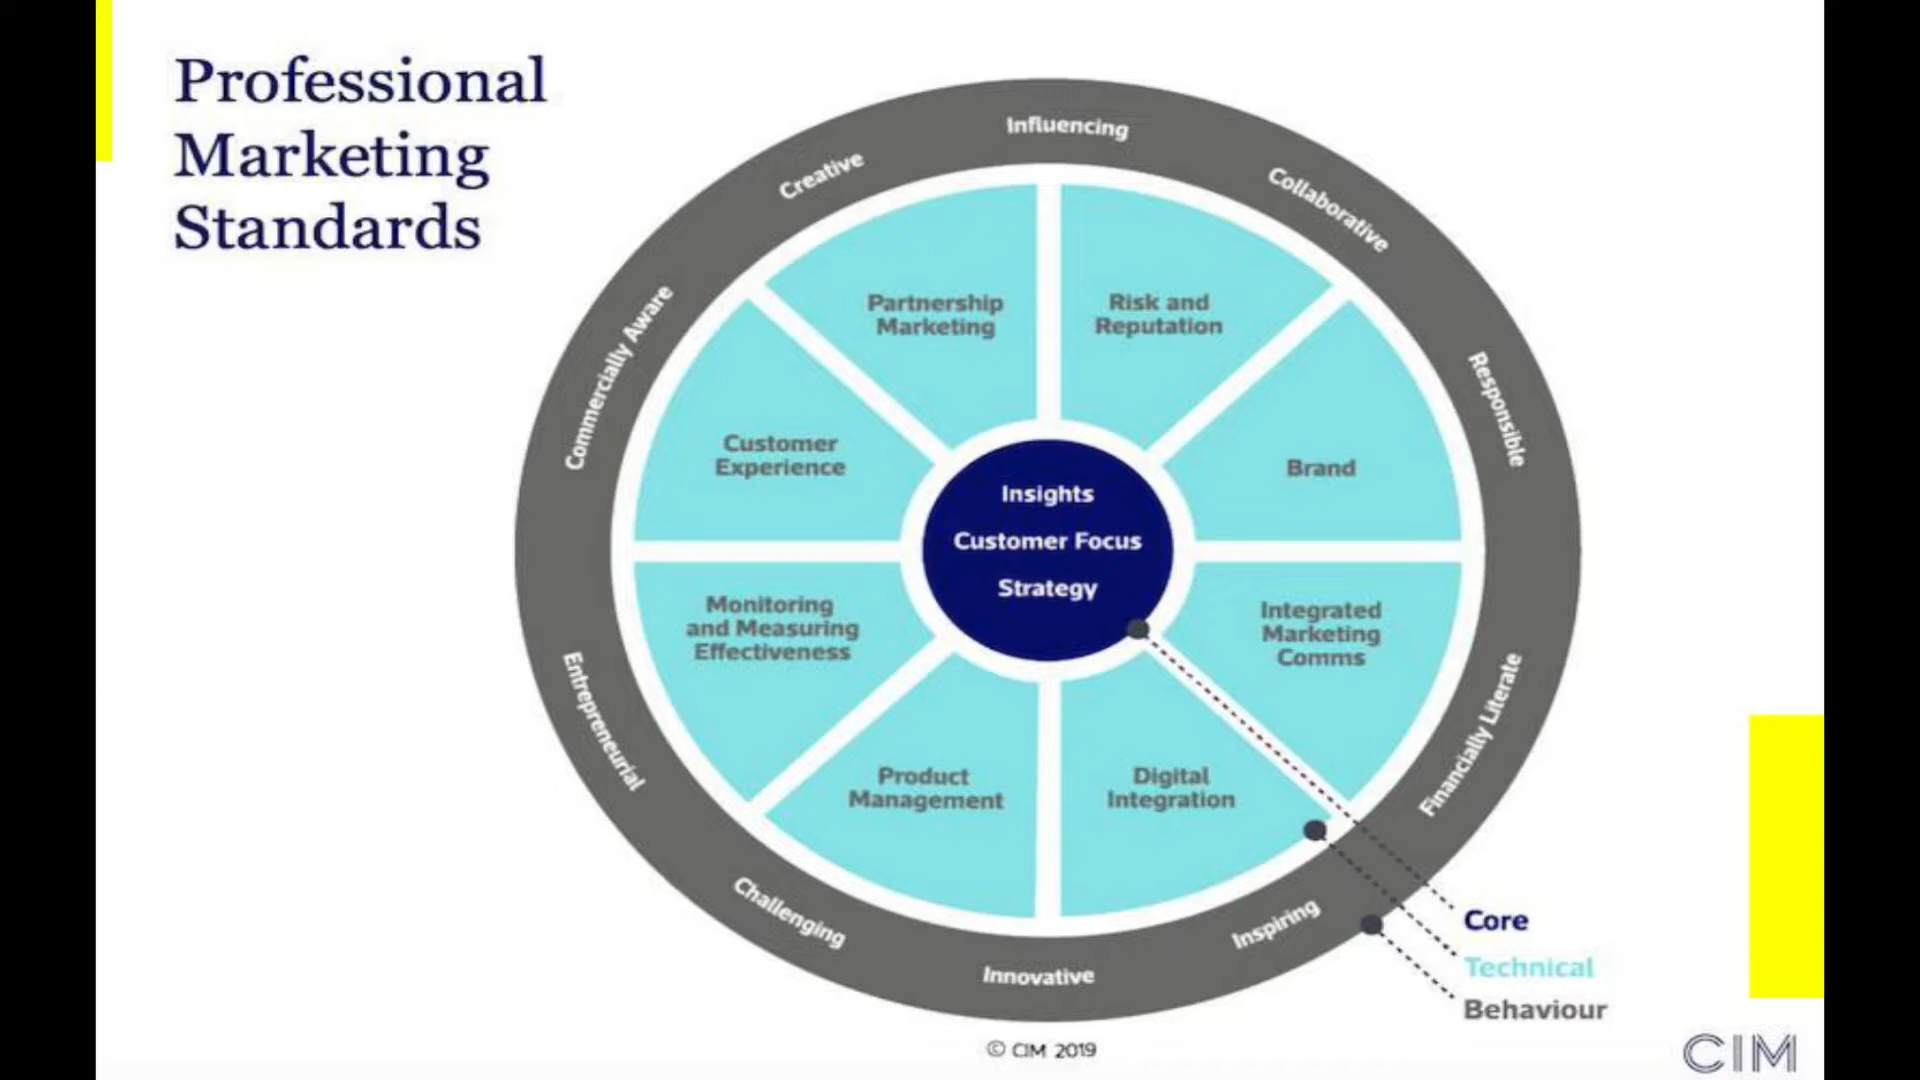 Professional
Marketing
Standards
Influencing
Creative
Collaborative
Commercially Aware
Responsible
Entrepreneurial
Financially Literate
Challenging
Inspiring
Innovative
Partnership
Marketing
Risk and
Reputation
Customer
Experience
Brand
Insights
Customer Focus
Strategy
Monitoring
and Measuring
Effectiveness
Integrated
Marketing
Comms
Product
Management
Digital
Integration
Core
Technical
Behaviour
© CIM 2019
CIM